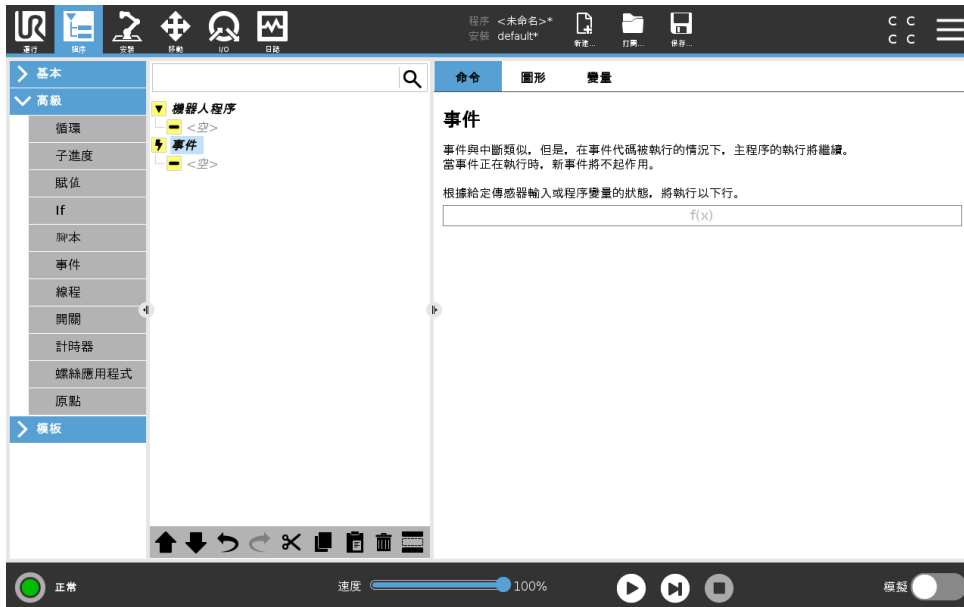 UR
運行
程序
安裝
移動
I/O
日誌
程序 <未命名>*
安裝 default*
新建...
打開...
保存...
C C
C C
基本
高級
循環
子進度
賦值
If
腳本
事件
線程
開關
計時器
螺絲應用程式
原點
模板
機器人程序
<空>
事件
<空>
命令
圖形
變量
事件
事件與中斷類似，但是，在事件代碼被執行的情況下，主程序的執行將繼續。
當事件正在執行時，新事件將不起作用。
根據給定傳感器輸入或程序變量的狀態，將執行以下行。
f(x)
正常
速度
100%
模擬